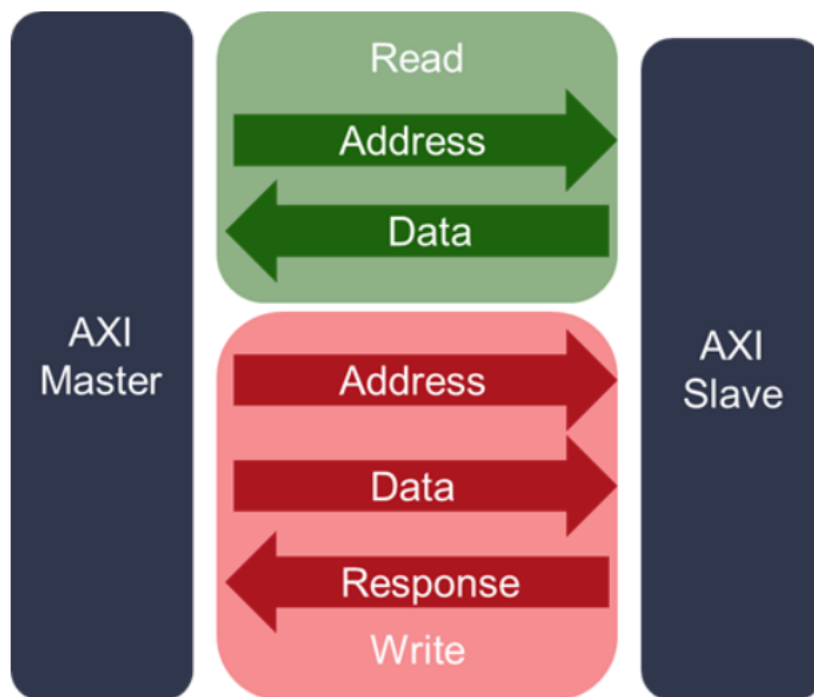 Read
Address
Data
AXI
Master
AXI
Slave
Address
Data
Response
Write